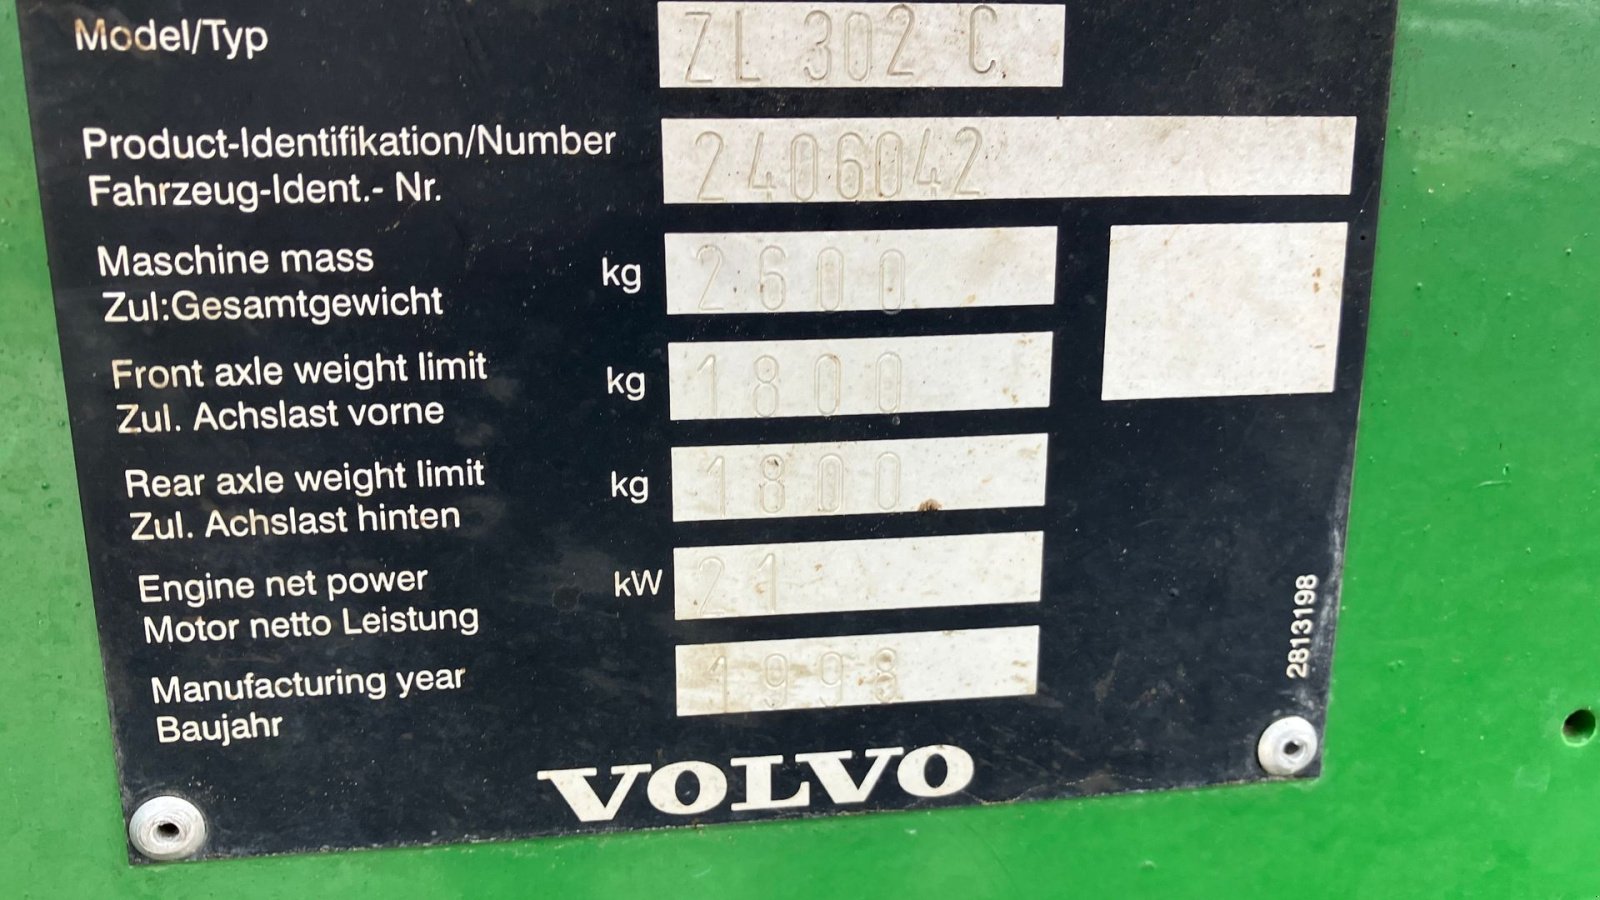 Model/Typ ZL 302 C
Product-Identifikation/Number 2406042
Fahrzeug-Ident.- Nr.
Maschine mass kg 2600
Zul:Gesamtgewicht
Front axle weight limit kg 1800
Zul. Achslast vorne
Rear axle weight limit kg 1800
Zul. Achslast hinten
Engine net power kW 21
Motor netto Leistung
Manufacturing year 1998
Baujahr
2813198
VOLVO